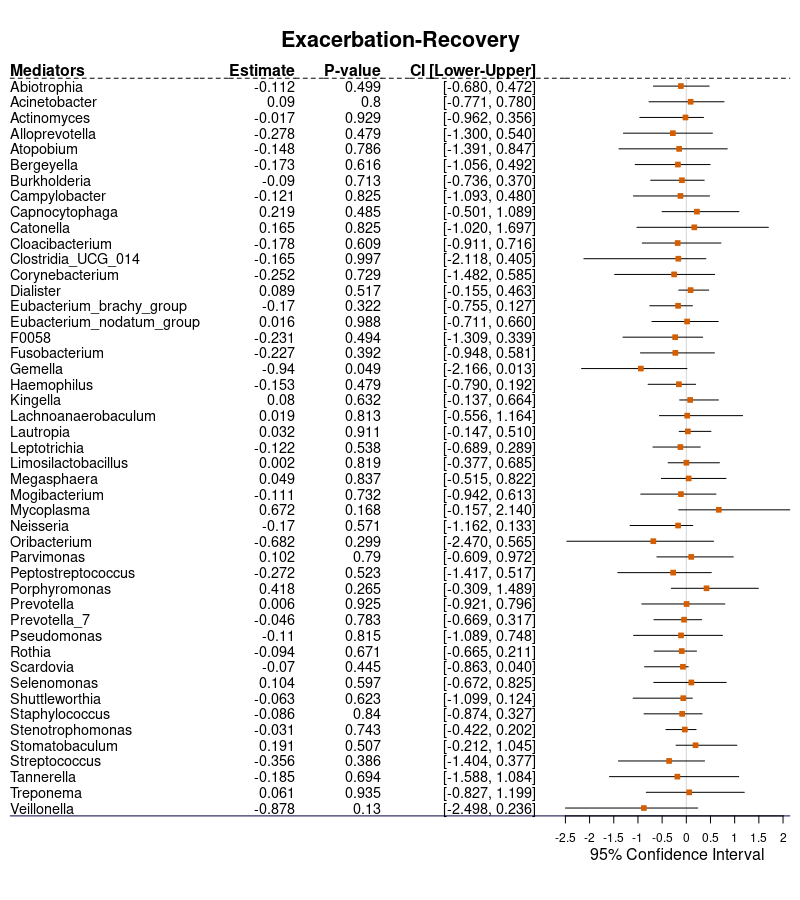 Exacerbation-Recovery
Mediators Estimate P-value CI [Lower-Upper]
Abiotrophia -0.112 0.499 [-0.680, 0.472]
Acinetobacter 0.09 0.8 [-0.771, 0.780]
Actinomyces -0.017 0.929 [-0.962, 0.356]
Alloprevotella -0.278 0.479 [-1.300, 0.540]
Atopobium -0.148 0.786 [-1.391, 0.847]
Bergeyella -0.173 0.616 [-1.056, 0.492]
Burkholderia -0.09 0.713 [-0.736, 0.370]
Campylobacter -0.121 0.825 [-1.093, 0.480]
Capnocytophaga 0.219 0.485 [-0.501, 1.089]
Catonella 0.165 0.825 [-1.020, 1.697]
Cloacibacterium -0.178 0.609 [-0.911, 0.716]
Clostridia_UCG_014 -0.165 0.997 [-2.118, 0.405]
Corynebacterium -0.252 0.729 [-1.482, 0.585]
Dialister 0.089 0.517 [-0.155, 0.463]
Eubacterium_brachy_group -0.17 0.322 [-0.755, 0.127]
Eubacterium_nodatum_group 0.016 0.988 [-0.711, 0.660]
F0058 -0.231 0.494 [-1.309, 0.339]
Fusobacterium -0.227 0.392 [-0.948, 0.581]
Gemella -0.94 0.049 [-2.166, 0.013]
Haemophilus -0.153 0.479 [-0.790, 0.192]
Kingella 0.08 0.632 [-0.137, 0.664]
Lachnoanaerobaculum 0.019 0.813 [-0.556, 1.164]
Lautropia 0.032 0.911 [-0.147, 0.510]
Leptotrichia -0.122 0.538 [-0.689, 0.289]
Limosilactobacillus 0.002 0.819 [-0.377, 0.685]
Megasphaera 0.049 0.837 [-0.515, 0.822]
Mogibacterium -0.111 0.732 [-0.942, 0.613]
Mycoplasma 0.672 0.168 [-0.157, 2.140]
Neisseria -0.17 0.571 [-1.162, 0.133]
Oribacterium -0.682 0.299 [-2.470, 0.565]
Parvimonas 0.102 0.79 [-0.609, 0.972]
Peptostreptococcus -0.272 0.523 [-1.417, 0.517]
Porphyromonas 0.418 0.265 [-0.309, 1.489]
Prevotella 0.006 0.925 [-0.921, 0.796]
Prevotella_7 -0.046 0.783 [-0.669, 0.317]
Pseudomonas -0.11 0.815 [-1.089, 0.748]
Rothia -0.094 0.671 [-0.665, 0.211]
Scardovia -0.07 0.445 [-0.863, 0.040]
Selenomonas 0.104 0.597 [-0.672, 0.825]
Shuttleworthia -0.063 0.623 [-1.099, 0.124]
Staphylococcus -0.086 0.84 [-0.874, 0.327]
Stenotrophomonas -0.031 0.743 [-0.422, 0.202]
Stomatobaculum 0.191 0.507 [-0.212, 1.045]
Streptococcus -0.356 0.386 [-1.404, 0.377]
Tannerella -0.185 0.694 [-1.588, 1.084]
Treponema 0.061 0.935 [-0.827, 1.199]
Veillonella -0.878 0.13 [-2.498, 0.236]
-2.5 -2 -1.5 -1 -0.5 0 0.5 1 1.5 2
95% Confidence Interval